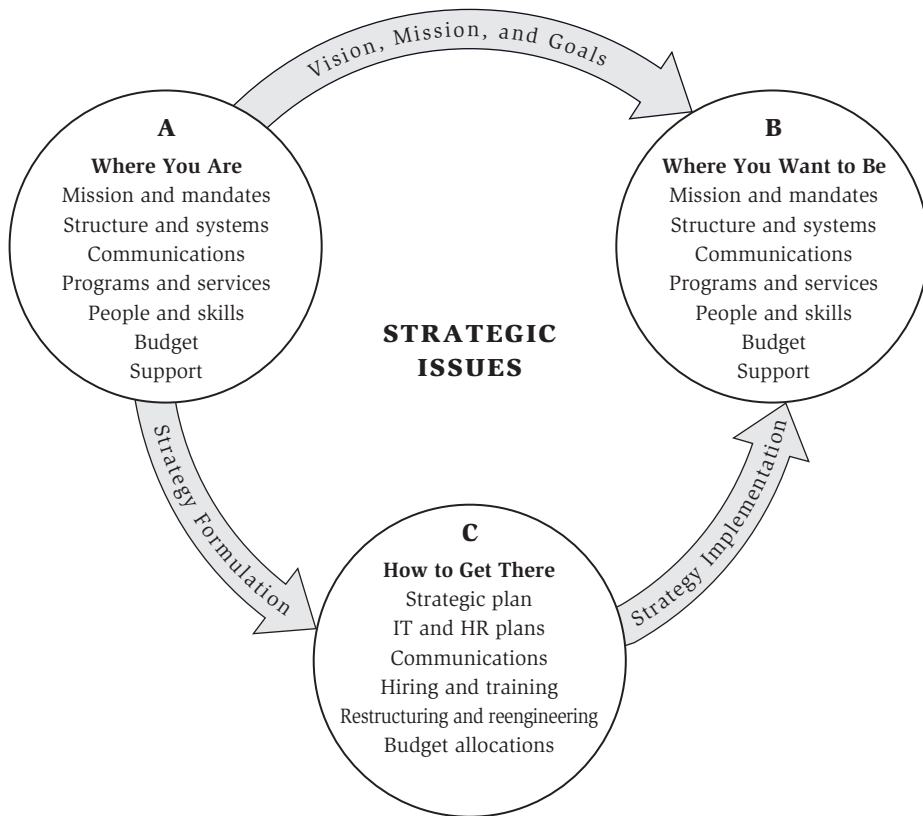 Vision, Mission, and Goals
A
Where You Are
Mission and mandates
Structure and systems
Communications
Programs and services
People and skills
Budget
Support
B
Where You Want to Be
Mission and mandates
Structure and systems
Communications
Programs and services
People and skills
Budget
Support
STRATEGIC
ISSUES
Strategy Formulation
C
How to Get There
Strategic plan
IT and HR plans
Communications
Hiring and training
Restructuring and reengineering
Budget allocations
Strategy Implementation